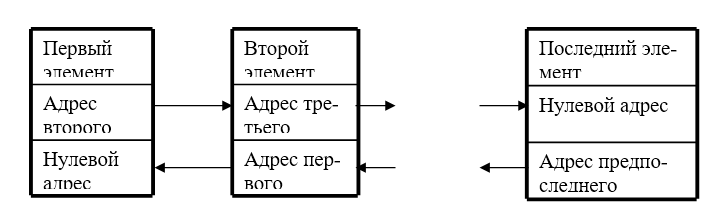 Первый
элемент
Адрес
второго
Нулевой
адрес
Второй
элемент
Адрес тре-
тьего
Адрес пер-
вого
Последний эле-
мент
Нулевой адрес
Адрес предпо-
следнего